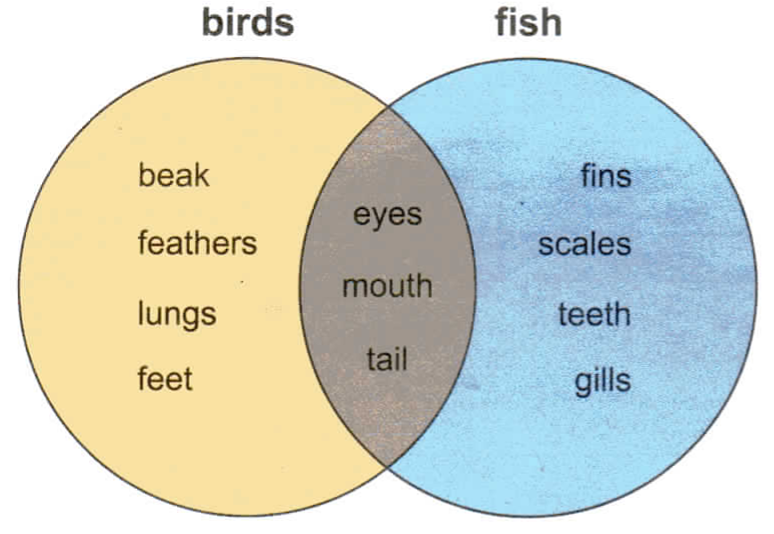 birds
fish
beak
feathers
lungs
feet
eyes
mouth
tail
fins
scales
teeth
gills